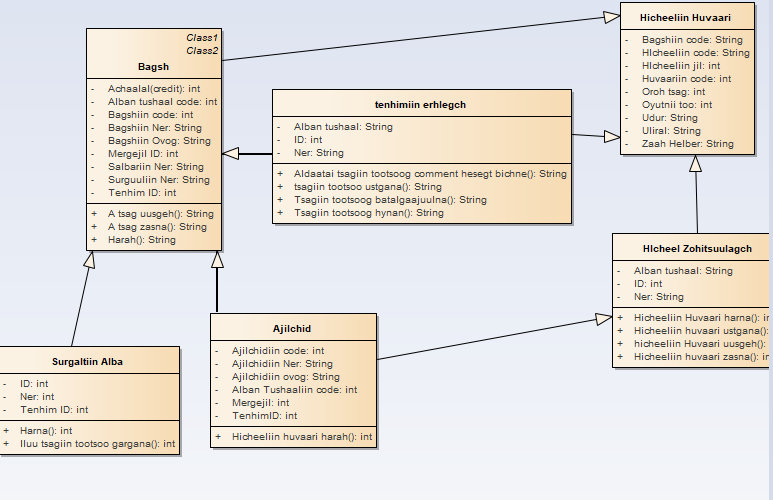 Class1
Class2
Bagsh
- Achaalal(credit): int
- Alban tushaal code: int
- Bagshiin code: int
- Bagshiin Ner: String
- Bagshiin Ovog: String
- Mergejil ID: int
- Salbariin Ner: String
- Surguuliin Ner: String
- Tenhim ID: int
+ A tsag uusgeh(): String
+ A tsag zasna(): String
+ Harah(): String
Hicheeliin Huvaari
- Bagshiin code: String
- HIcheeliin code: String
- HIcheeliin jil: int
- Huvaariin code: int
- Oroh tsag: int
- Oyutnii too: int
- Udur: String
- Uliral: String
- Zaah Helber: String
tenhimiin erhlegch
- Alban tushaal: String
- ID: int
- Ner: String
+ Aldaatai tsagiin tootsoog comment hesegt bichne(): String
+ tsagiin tootsoo ustgana(): String
+ Tsagiin tootsoog batalgaajuulna(): String
+ Tsagiin tootsoog hynan(): String
HIcheel Zohitsuulagch
- Alban tushaal: String
- ID: int
- Ner: String
+ Hicheeliin Huvaari harna(): in
+ Hicheeliin huvaari ustgana():
+ hicheeliin Huvaari uusgeh():
+ Hicheeliin huvaari zasna(): in
Ajilchid
- Ajilchidiin code: int
- Ajilchidiin Ner: String
- Ajilchidiin ovog: String
- Alban Tushaaliin code: int
- Mergejil: int
- TenhimID: int
+ Hicheeliin huvaari harah(): int
Surgaltiin Alba
- ID: int
- Ner: int
- Tenhim ID: int
+ Harna(): int
+ Iluu tsagiin tootsoo gargana(): int